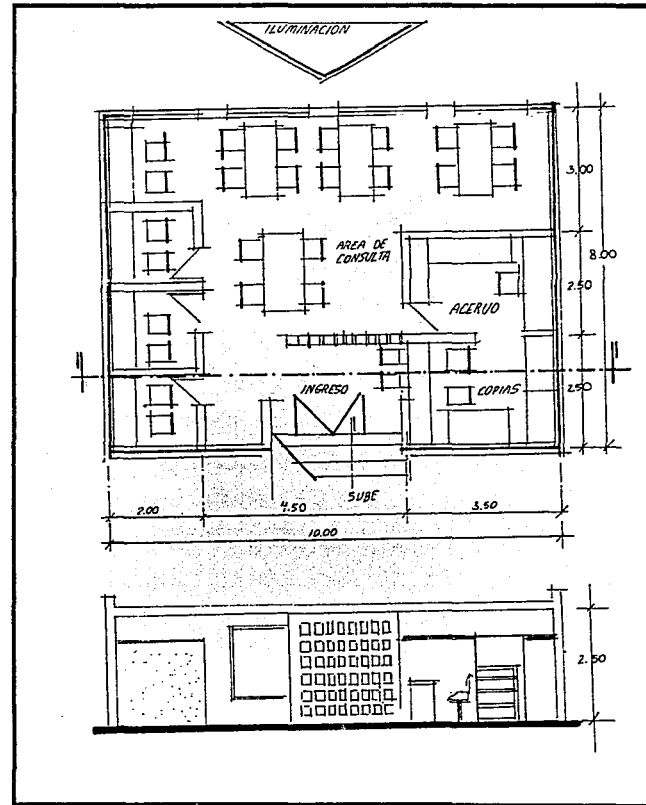 ILUMINACION
3.00
8.00
AREA DE
CONSULTA
2.50
ACERVO
INGRESO
COPIAS
2.50
SUBE
2.00
4.50
3.50
10.00
2.50